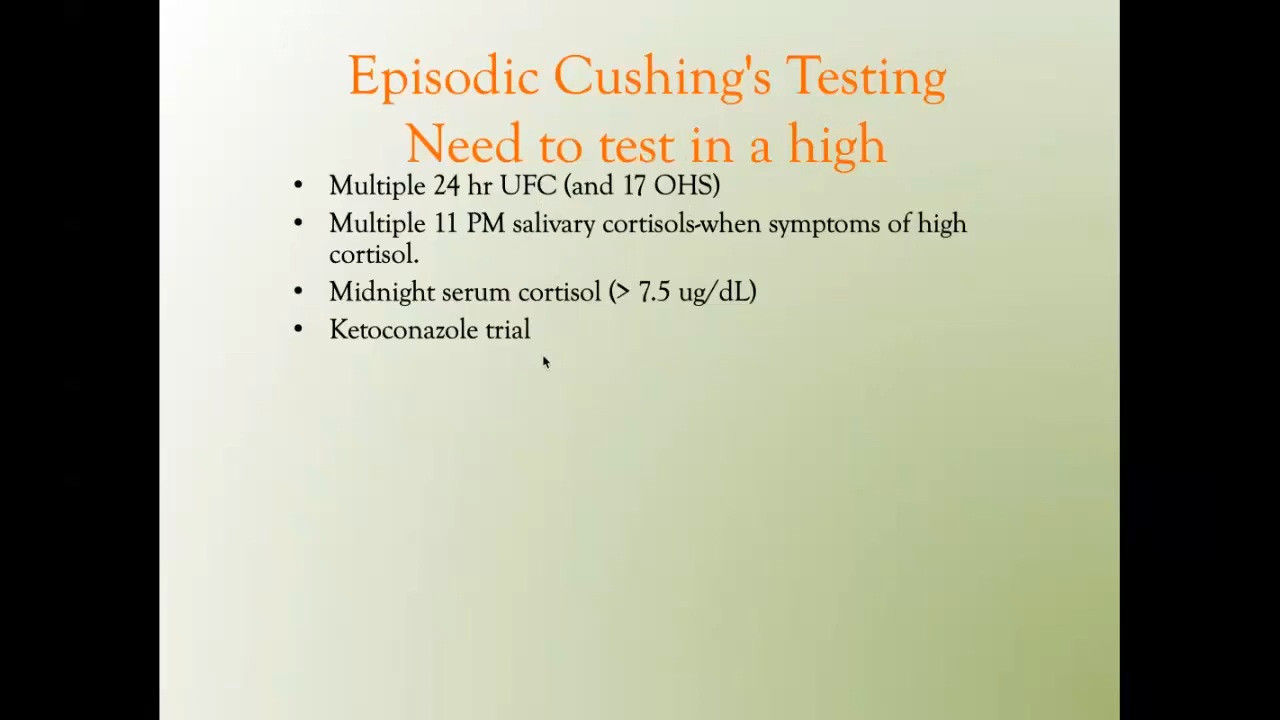 Episodic Cushing's Testing
Need to test in a high
• Multiple 24 hr UFC (and 17 OHS)
• Multiple 11 PM salivary cortisols-when symptoms of high
cortisol.
• Midnight serum cortisol (> 7.5 ug/dL)
• Ketoconazole trial